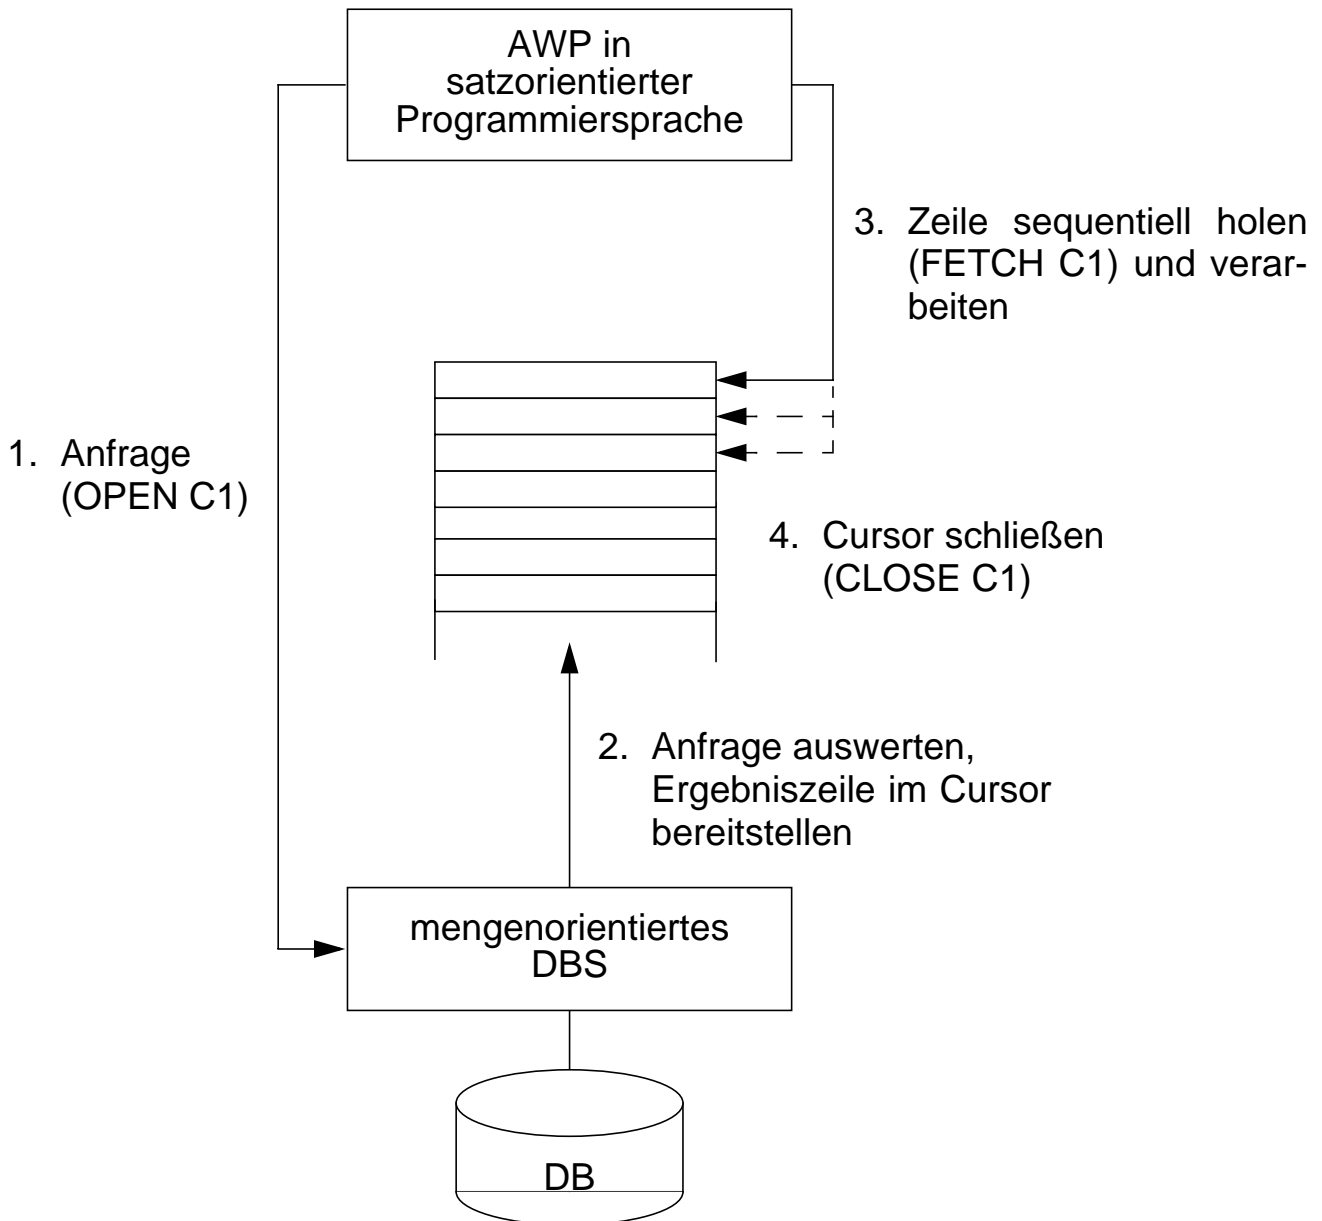 AWP in
satzorientierter
Programmiersprache
3. Zeile sequentiell holen
(FETCH C1) und verar-
beiten
1. Anfrage
(OPEN C1)
4. Cursor schließen
(CLOSE C1)
2. Anfrage auswerten,
Ergebniszeile im Cursor
bereitstellen
mengenorientiertes
DBS
DB